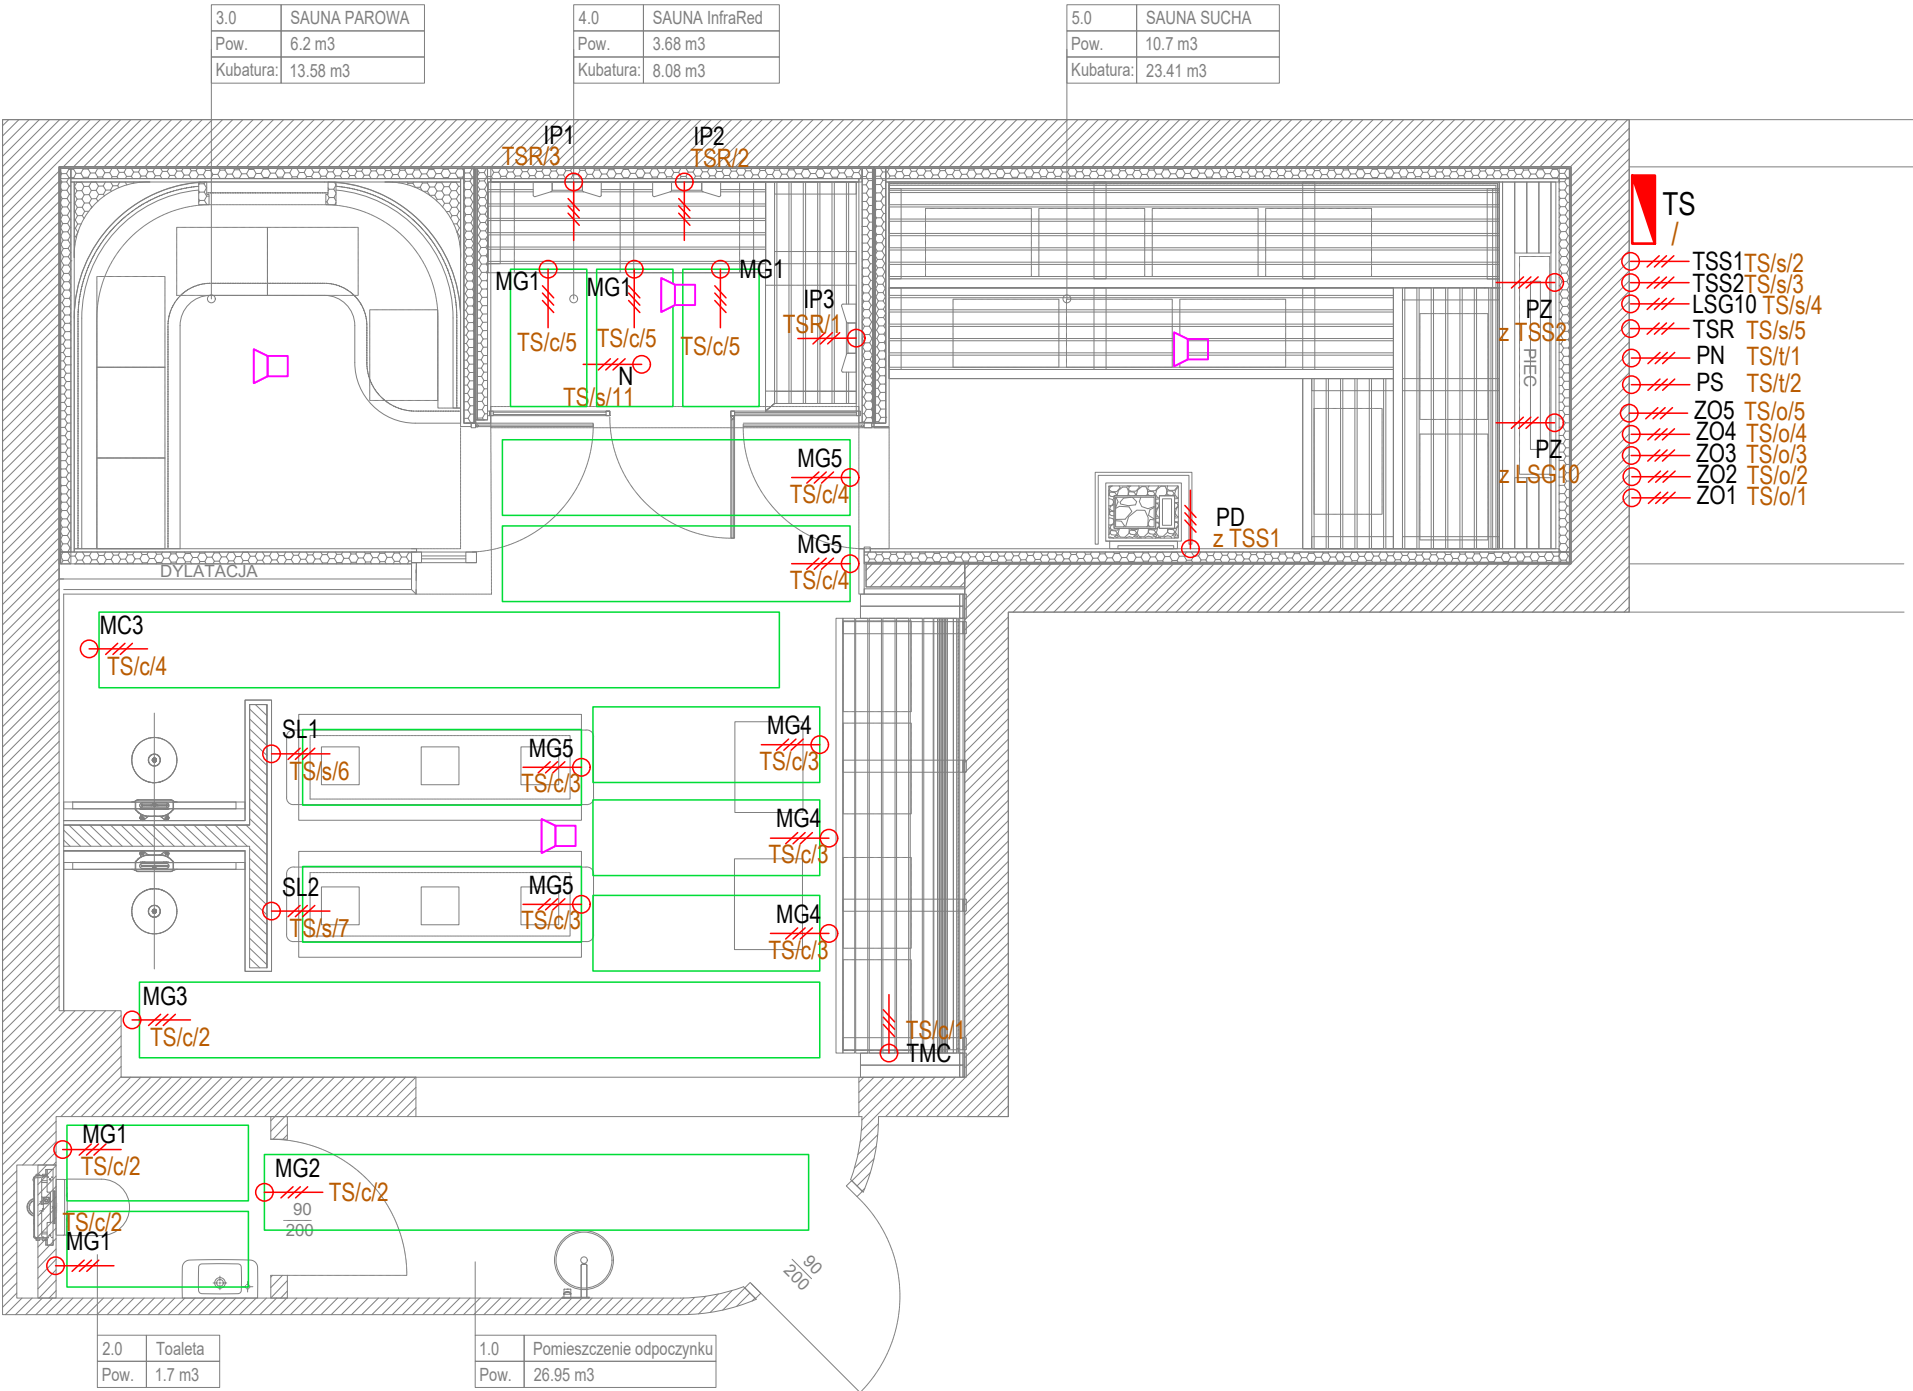 3.0 SAUNA PAROWA
Pow. 6.2 m3
Kubatura: 13.58 m3
4.0 SAUNA InfraRed
Pow. 3.68 m3
Kubatura: 8.08 m3
5.0 SAUNA SUCHA
Pow. 10.7 m3
Kubatura: 23.41 m3
IP1
TSR/3
IP2
TSR/2
TS
/
TSS1 TS/s/2
TSS2 TS/s/3
LSG10 TS/s/4
TSR TS/s/5
PN TS/t/1
PS TS/t/2
ZO5 TS/o/5
ZO4 TS/o/4
ZO3 TS/o/3
ZO2 TS/o/2
ZO1 TS/o/1
MG1
TS/c/5
MG1
TS/c/5
MG1
TS/c/5
IP3
TSR/1
N
TS/s/11
PZ
z TSS2
PIEC
PZ
z LSG10
MG5
TS/c/4
MG5
TS/c/4
PD
z TSS1
DYLATACJA
MC3
TS/c/4
SL1
TS/s/6
MG5
TS/c/3
MG4
TS/c/3
MG4
TS/c/3
SL2
TS/s/7
MG5
TS/c/3
MG4
TS/c/3
MG3
TS/c/2
TS/c/1
TMC
MG1
TS/c/2
MG2
TS/c/2
90
200
TS/c/2
MG1
90
200
2.0 Toaleta
Pow. 1.7 m3
1.0 Pomieszczenie odpoczynku
Pow. 26.95 m3